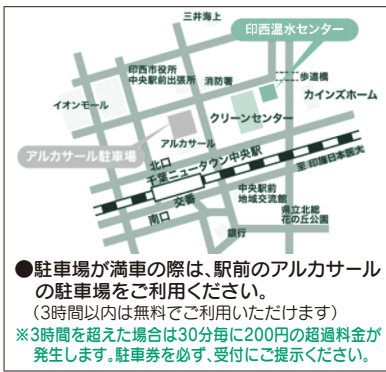 三井海上
印西温水センター
印西市役所
中央駅前出張所
消防署
歩道橋
イオンモール
カインズホーム
クリーンセンター
アルカサール駐車場
アルカサール
北口
千葉ニュータウン中央駅
至 印旛日本医大
交番
南口
中央駅前
地域交流館
県立北総
花の丘公園
銀行
●駐車場が満車の際は、駅前のアルカサール
の駐車場をご利用ください。
（3時間以内は無料でご利用いただけます）
※3時間を超えた場合は30分毎に200円の超過料金が
発生します。駐車券を必ず、受付にご提示ください。